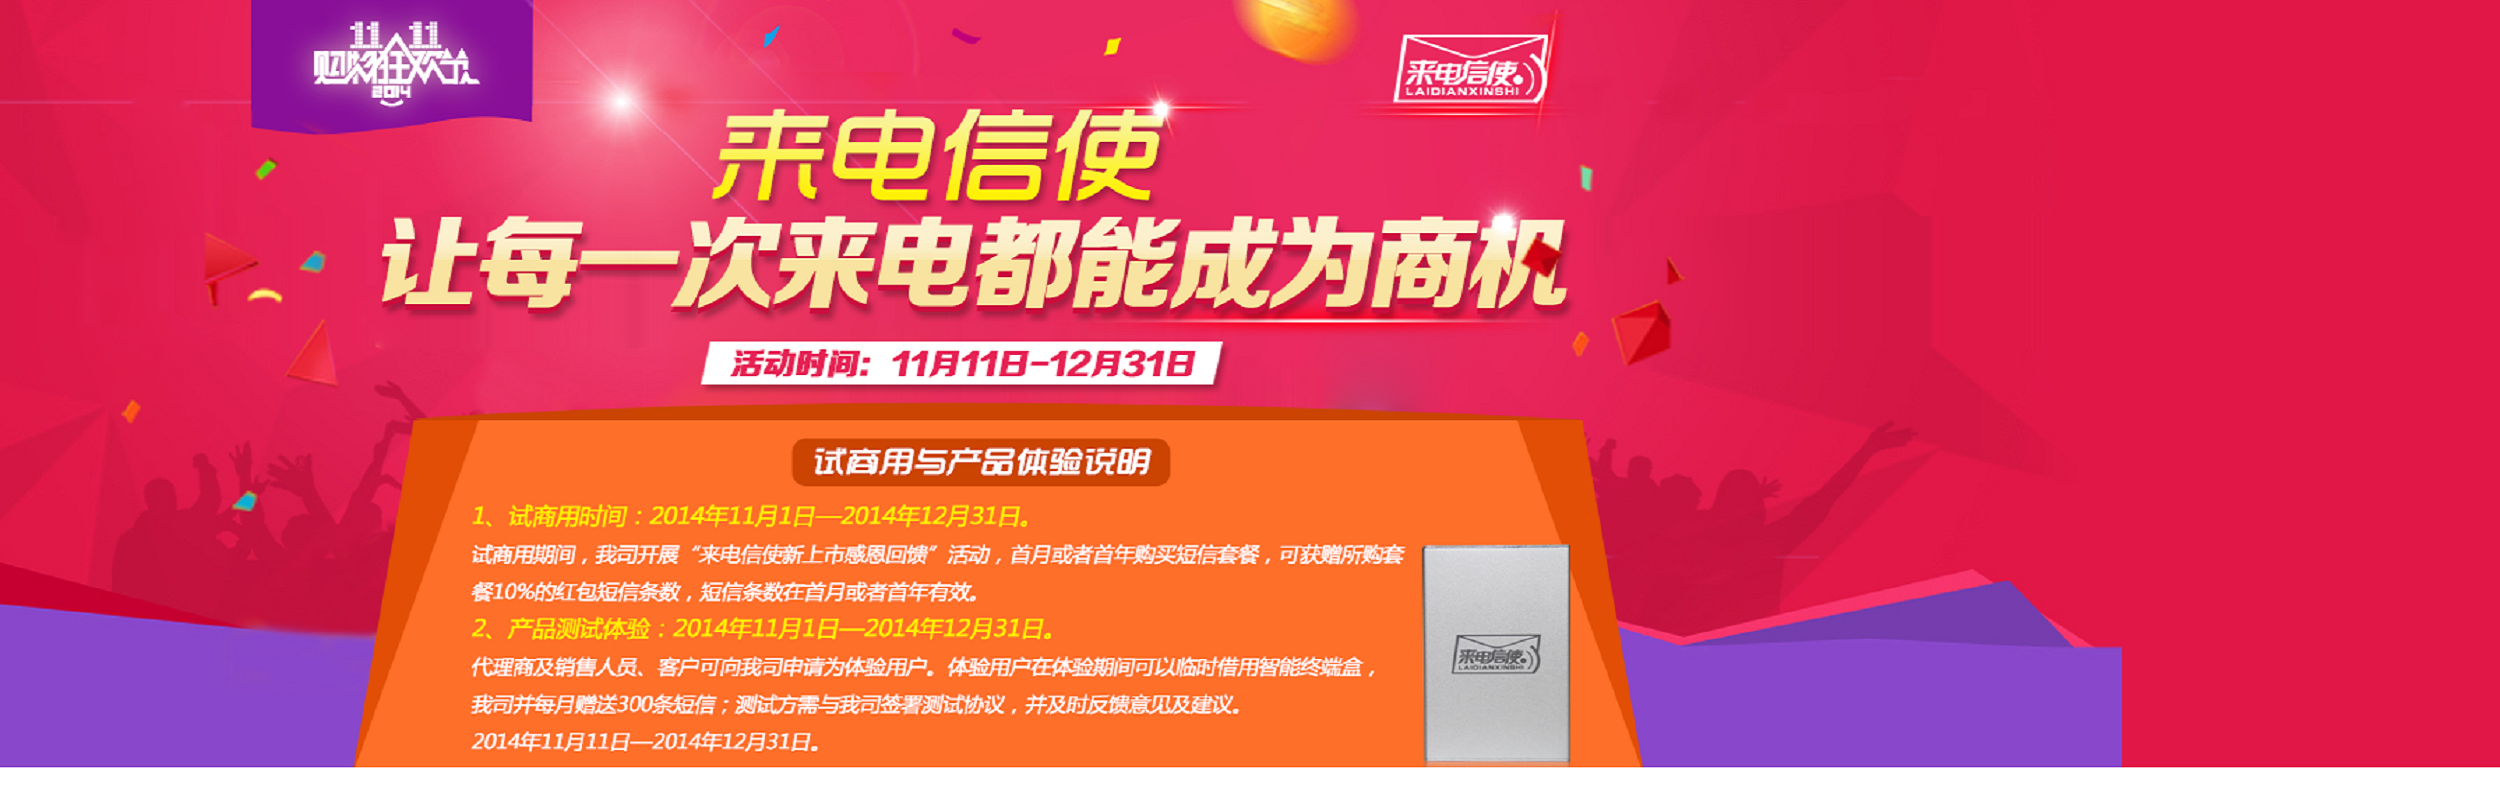 11 11
购物狂欢节
2014
来电信使
LAIDIANXINSHI
来电信使
让每一次来电都能成为商机
活动时间：11月11日-12月31日
试商用与产品体验说明
1、试商用时间：2014年11月1日—2014年12月31日。
试商用期间，我司开展“来电信使新上市感恩回馈”活动，首月或者首年购买短信套餐，可获赠所购套
餐10%的红包短信条数，短信条数在首月或者首年有效。
2、产品测试体验：2014年11月1日—2014年12月31日。
代理商及销售人员、客户可向我司申请为体验用户。体验用户在体验期间可以临时借用智能终端盒，
我司并每月赠送300条短信；测试方需与我司签署测试协议，并及时反馈意见及建议。
2014年11月11日—2014年12月31日。
来电信使
LAIDIANXINSHI